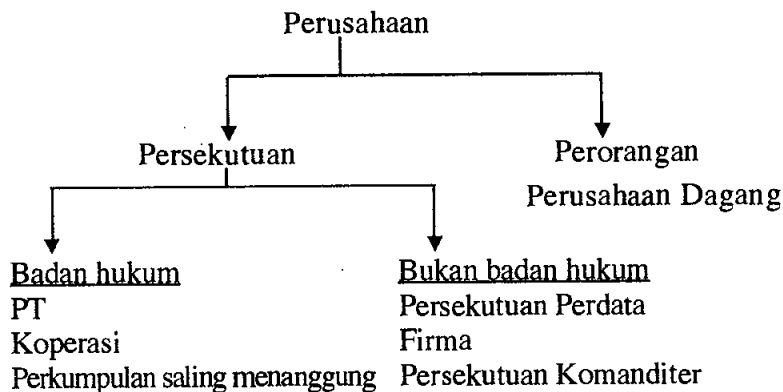 Perusahaan
Persekutuan
Perorangan
Perusahaan Dagang
Badan hukum
PT
Koperasi
Perkumpulan saling menanggung
Bukan badan hukum
Persekutuan Perdata
Firma
Persekutuan Komanditer